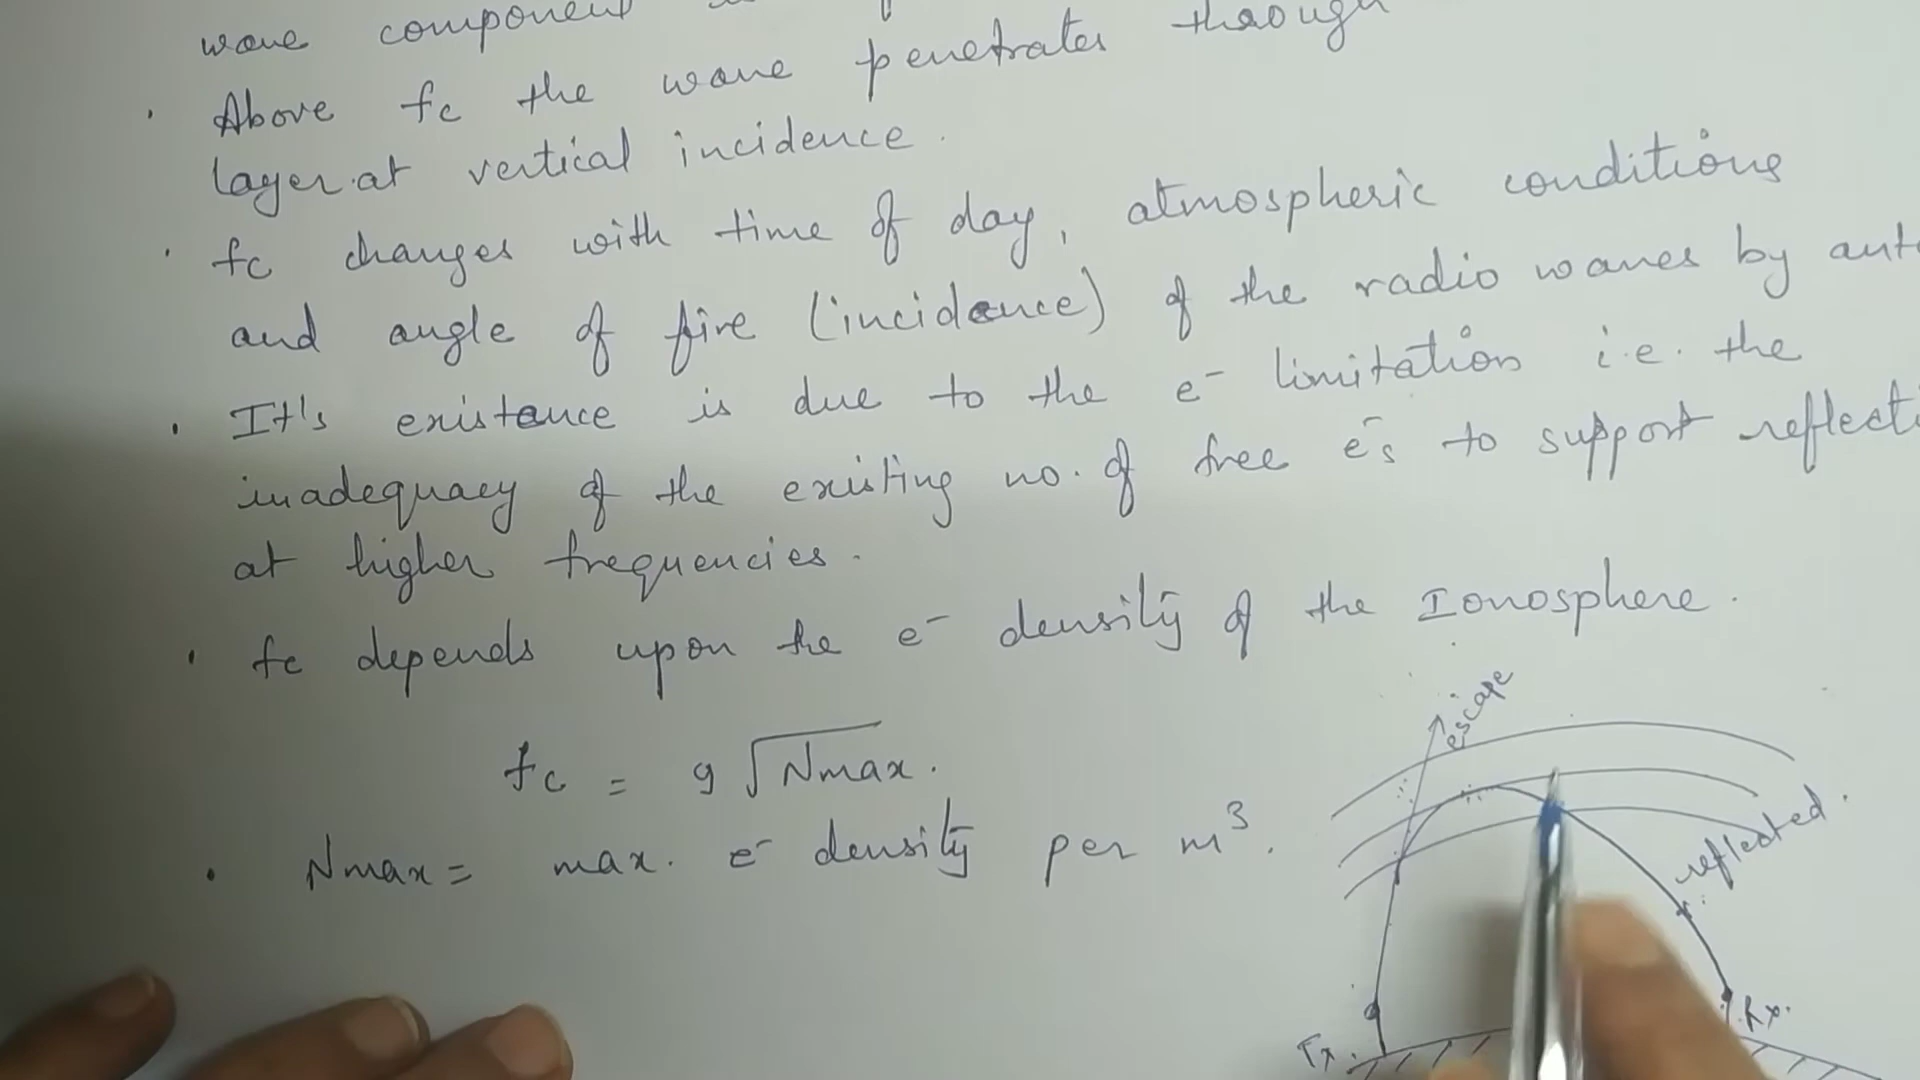 wave component
• Above fc the wave penetrates through
layer at vertical incidence.
• fc changes with time of day, atmospheric conditions
and angle of fire (incidence) of the radio waves by ant
• It's existence is due to the e⁻ limitation i.e. the
inadequacy of the existing no. of free e⁻s to support reflecti
at higher frequencies.
• fc depends upon the e⁻ density of the Ionosphere.
escape
fc = 9 √Nmax.
reflected.
• Nmax = max. e⁻ density per m³.
Rx.
Tx.